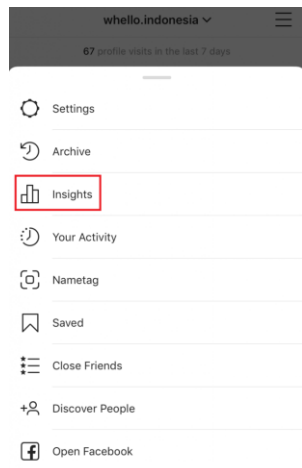 whello.indonesia
67 profile visits in the last 7 days
Settings
Archive
Insights
Your Activity
Nametag
Saved
Close Friends
Discover People
Open Facebook